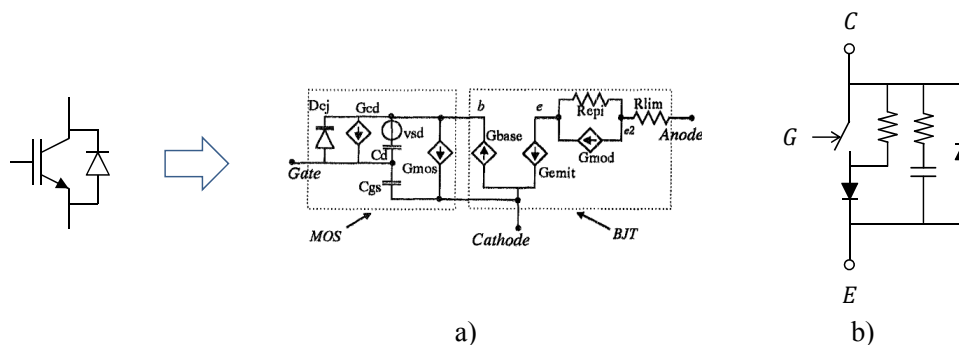 C
Dcj
Gcd
vsd
Cd
Gmos
Gate
Cgs
MOS
b
Gbase
e
Gemit
Repi
e2
Gmod
Rlim
Anode
Cathode
BJT
G
E
a)
b)